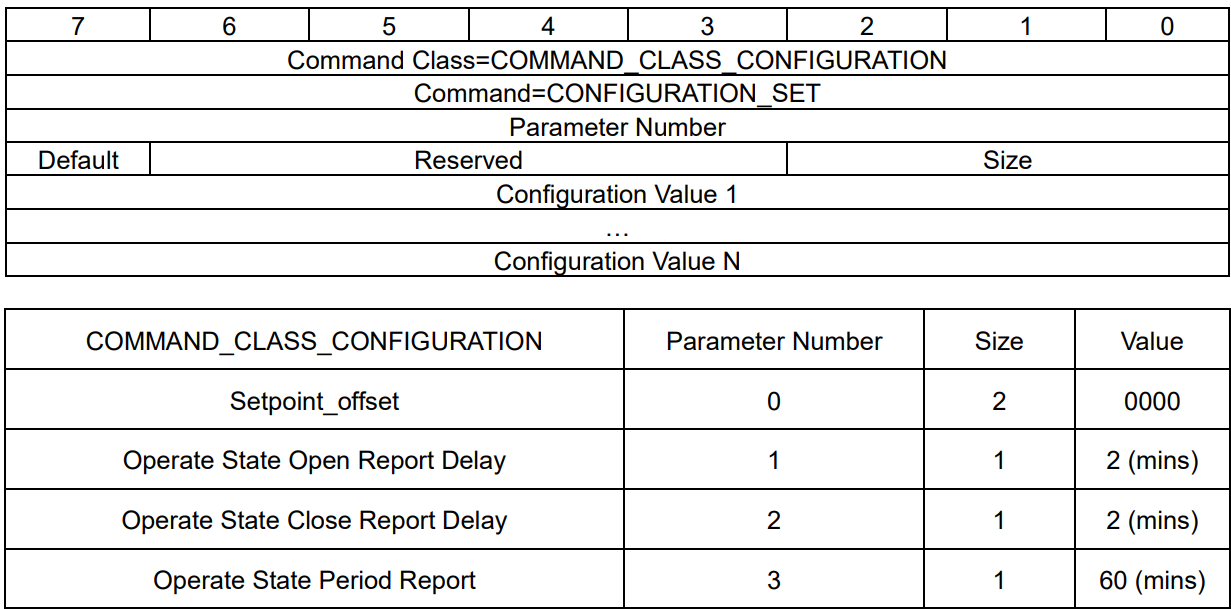 7 6 5 4 3 2 1 0
Command Class=COMMAND_CLASS_CONFIGURATION
Command=CONFIGURATION_SET
Parameter Number
Default Reserved Size
Configuration Value 1
...
Configuration Value N
COMMAND_CLASS_CONFIGURATION Parameter Number Size Value
Setpoint_offset 0 2 0000
Operate State Open Report Delay 1 1 2 (mins)
Operate State Close Report Delay 2 1 2 (mins)
Operate State Period Report 3 1 60 (mins)